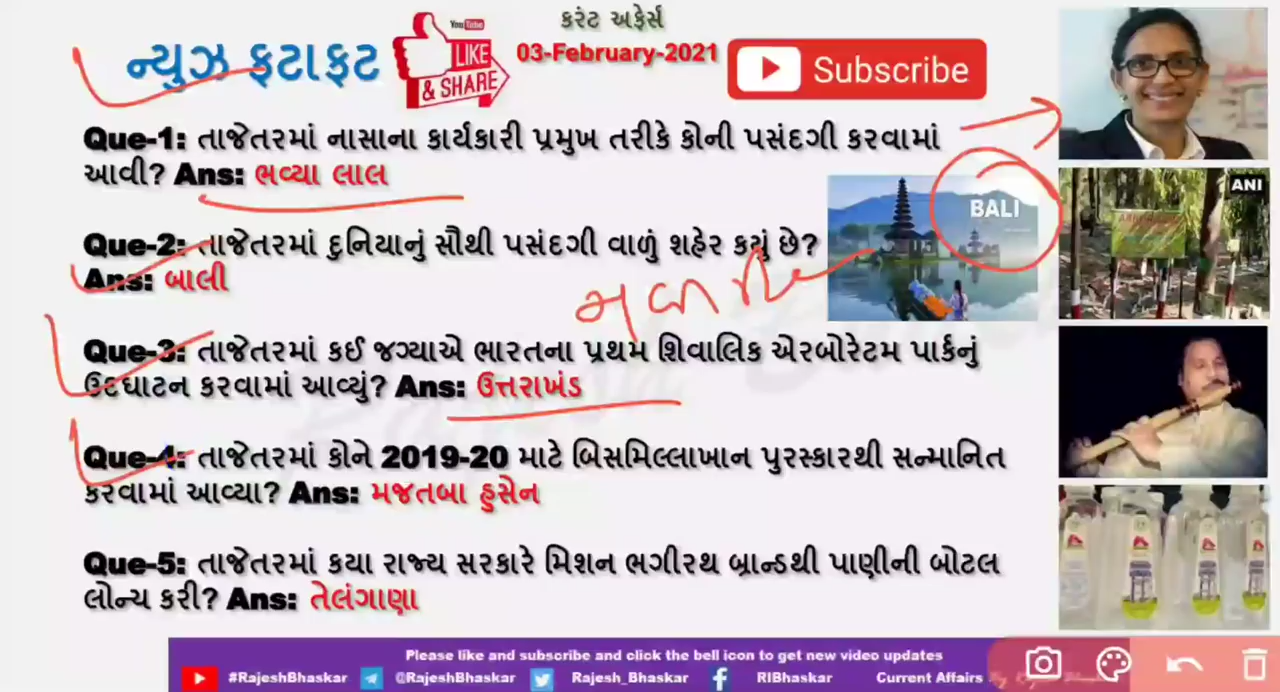 કરંટ અફેર્સ
ન્યુઝ ફટાફટ
YouTube
LIKE
& SHARE
03-February-2021
Subscribe
Que-1: તાજેતરમાં નાસાના કાર્યકારી પ્રમુખ તરીકે કોની પસંદગી કરવામાં
આવી? Ans: ભવ્યા લાલ
ANI
BALI
Que-2: તાજેતરમાં દુનિયાનું સૌથી પસંદગી વાળું શહેર કયું છે?
Ans: બાલી
Que-3: તાજેતરમાં કઈ જગ્યાએ ભારતના પ્રથમ શિવાલિક એરબોરેટમ પાર્કનું
ઉદઘાટન કરવામાં આવ્યું? Ans: ઉત્તરાખંડ
Que-4: તાજેતરમાં કોને 2019-20 માટે બિસમિલ્લાખાન પુરસ્કારથી સન્માનિત
કરવામાં આવ્યા? Ans: મજતબા હુસેન
Que-5: તાજેતરમાં કયા રાજ્ય સરકારે મિશન ભગીરથ બ્રાન્ડથી પાણીની બોટલ
લોન્ચ કરી? Ans: તેલંગાણા
Please like and subscribe and click the bell icon to get new video updates
#RajeshBhaskar @RajeshBhaskar Rajesh_Bhaskar RIBhaskar Current Affairs By